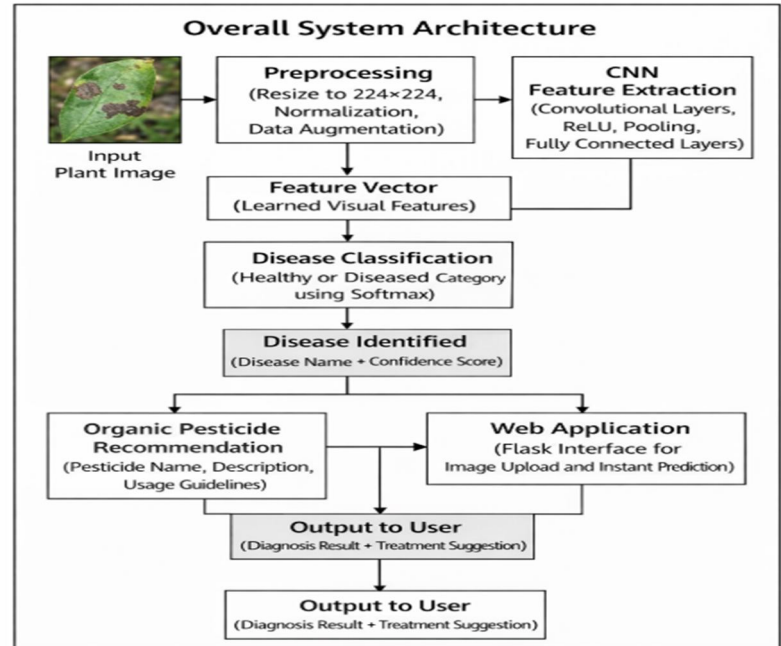 Overall System Architecture
Input
Plant Image
Preprocessing
(Resize to 224×224,
Normalization,
Data Augmentation)
CNN
Feature Extraction
(Convolutional Layers,
ReLU, Pooling,
Fully Connected Layers)
Feature Vector
(Learned Visual Features)
Disease Classification
(Healthy or Diseased Category
using Softmax)
Disease Identified
(Disease Name + Confidence Score)
Organic Pesticide
Recommendation
(Pesticide Name, Description,
Usage Guidelines)
Web Application
(Flask Interface for
Image Upload and Instant Prediction)
Output to User
(Diagnosis Result + Treatment Suggestion)
Output to User
(Diagnosis Result + Treatment Suggestion)